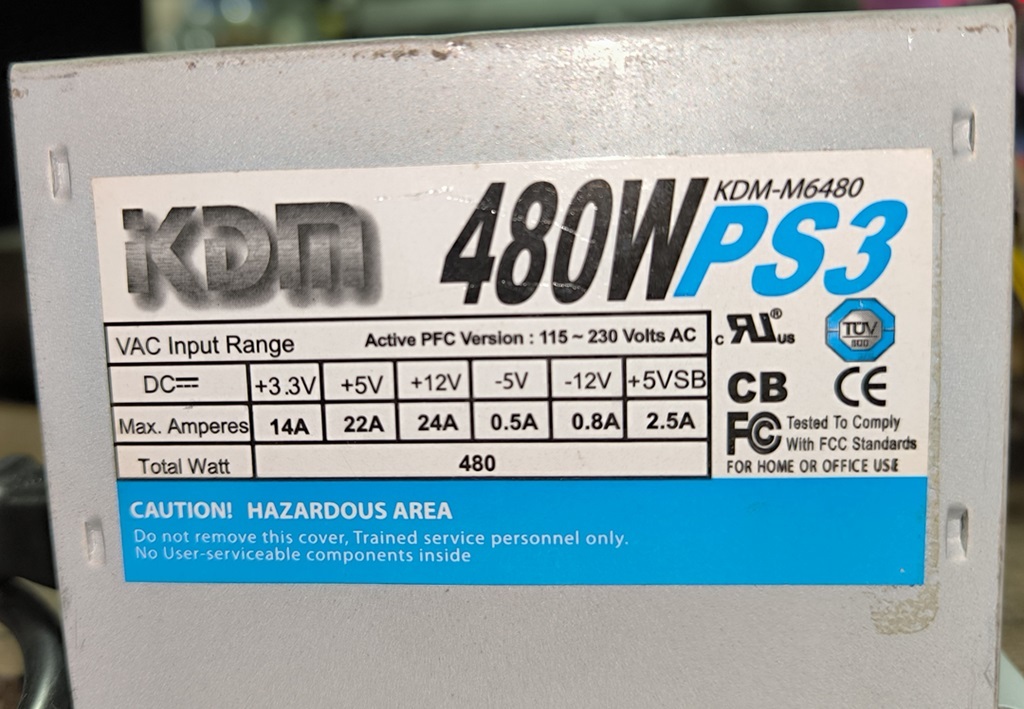 KDM
480W
KDM-M6480
PS3
VAC Input Range Active PFC Version : 115 ~ 230 Volts AC
DC +3.3V +5V +12V -5V -12V +5VSB
Max. Amperes 14A 22A 24A 0.5A 0.8A 2.5A
Total Watt 480
c RU ® us
TÜV
CB CE
FC Tested To Comply
With FCC Standards
FOR HOME OR OFFICE USE
CAUTION! HAZARDOUS AREA
Do not remove this cover, Trained service personnel only.
No User-serviceable components inside